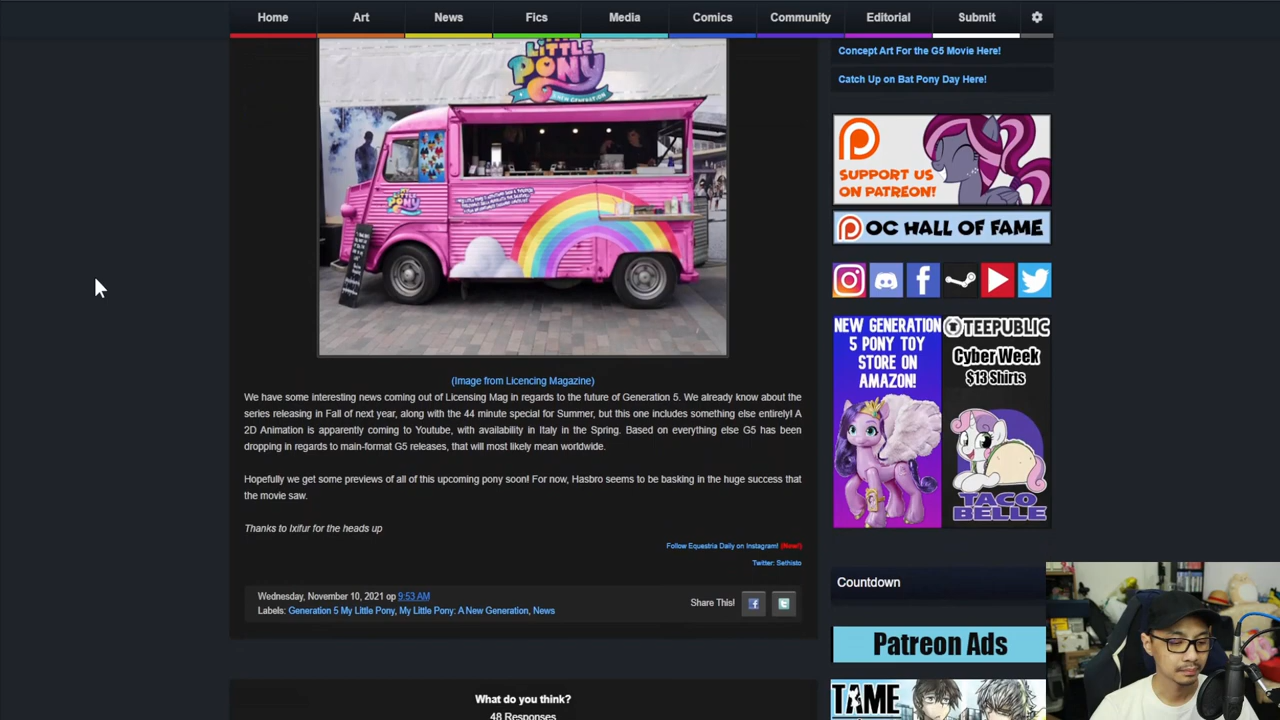 Home Art News Fics Media Comics Community Editorial Submit
LITTLE
PONY
A NEW GENERATION
MY LITTLE PONY
Concept Art For the G5 Movie Here!
Catch Up on Bat Pony Day Here!
SUPPORT US
ON PATREON!
OC HALL OF FAME
NEW GENERATION
5 PONY TOY
STORE ON
AMAZON!
TEEPUBLIC
Cyber Week
$13 Shirts
TACO
BELLE
(Image from Licencing Magazine)
We have some interesting news coming out of Licensing Mag in regards to the future of Generation 5. We already know about the
series releasing in Fall of next year, along with the 44 minute special for Summer, but this one includes something else entirely! A
2D Animation is apparently coming to Youtube, with availability in Italy in the Spring. Based on everything else G5 has been
dropping in regards to main-format G5 releases, that will most likely mean worldwide.
Hopefully we get some previews of all of this upcoming pony soon! For now, Hasbro seems to be basking in the huge success that
the movie saw.
Thanks to Ixifur for the heads up
Follow Equestria Daily on Instagram! (New!)
Twitter: Sethisto
Wednesday, November 10, 2021 at 9:53 AM
Labels: Generation 5 My Little Pony, My Little Pony: A New Generation, News
Share This!
Countdown
Patreon Ads
TAME
What do you think?
48 Responses